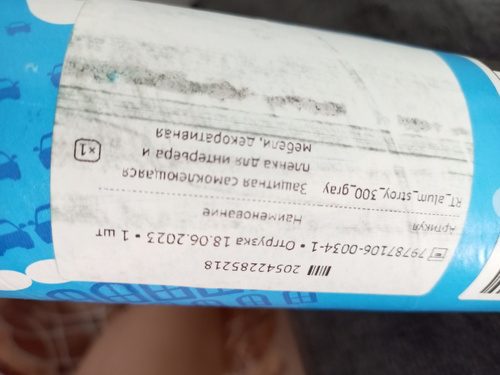 20542285218
79787106-0034-1 • Отгрузка 18.06.2023 • 1 шт
Артикул Наименование
RT_alum_stroy_300_gray Защитная самоклеющаяся
пленка для интерьера и
мебели, декоративная
×1